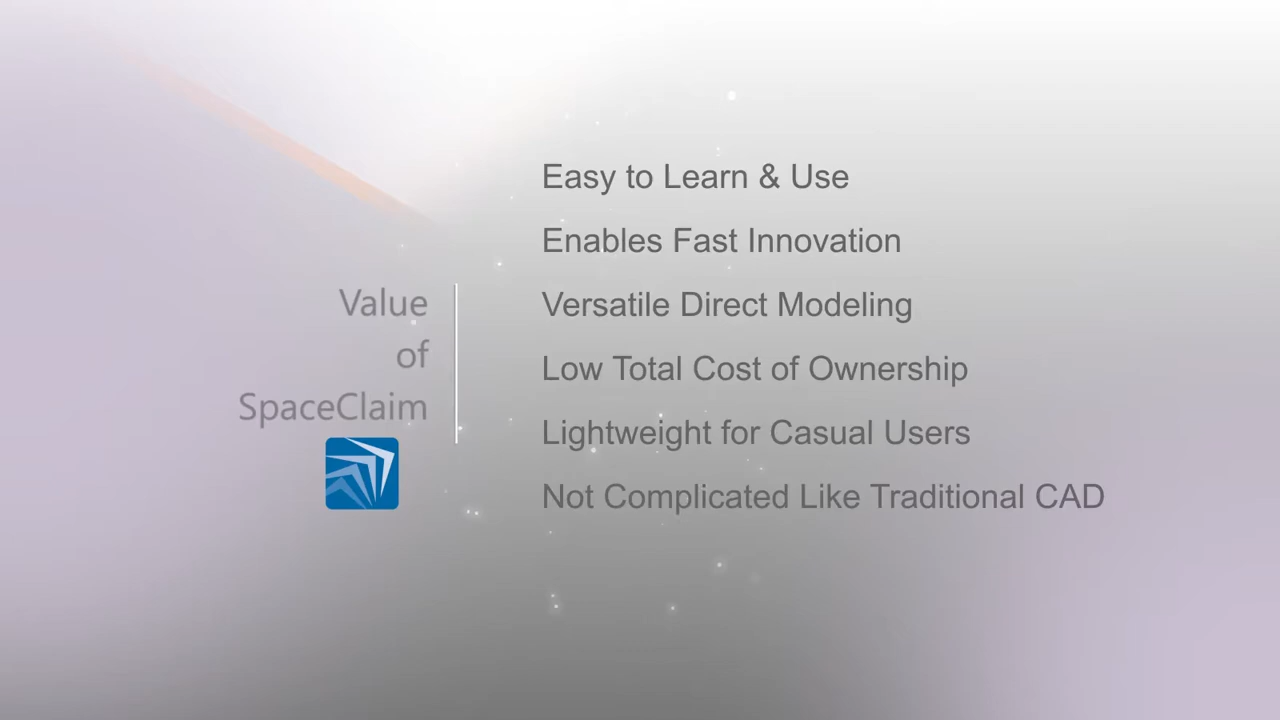 Value
of
SpaceClaim
Easy to Learn & Use
Enables Fast Innovation
Versatile Direct Modeling
Low Total Cost of Ownership
Lightweight for Casual Users
Not Complicated Like Traditional CAD